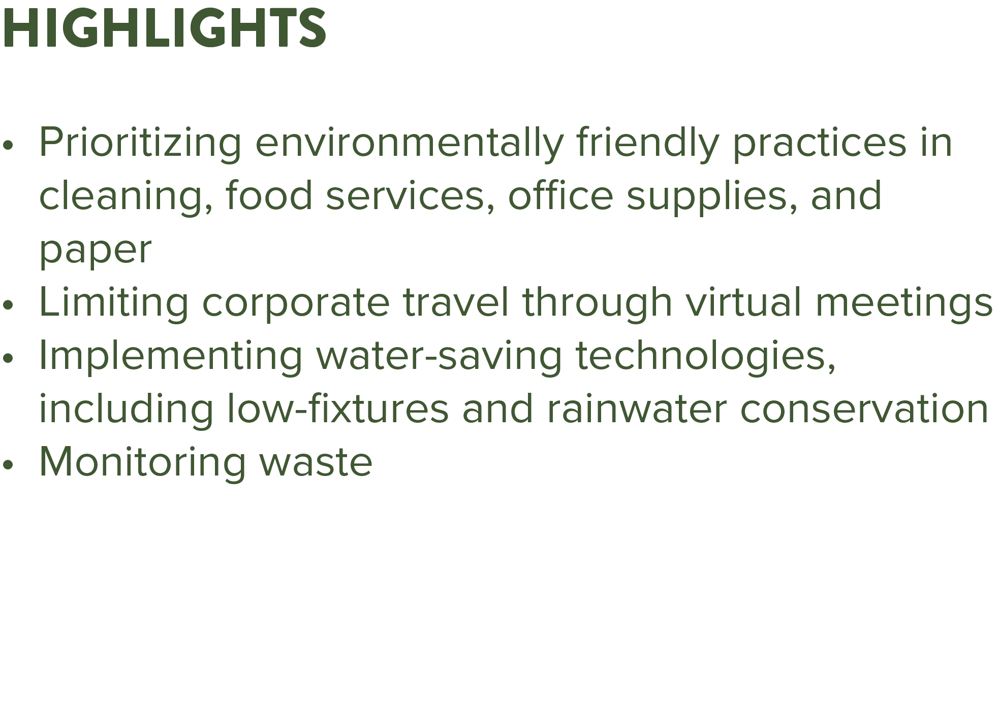 HIGHLIGHTS
• Prioritizing environmentally friendly practices in
cleaning, food services, office supplies, and
paper
• Limiting corporate travel through virtual meetings
• Implementing water-saving technologies,
including low-fixtures and rainwater conservation
• Monitoring waste